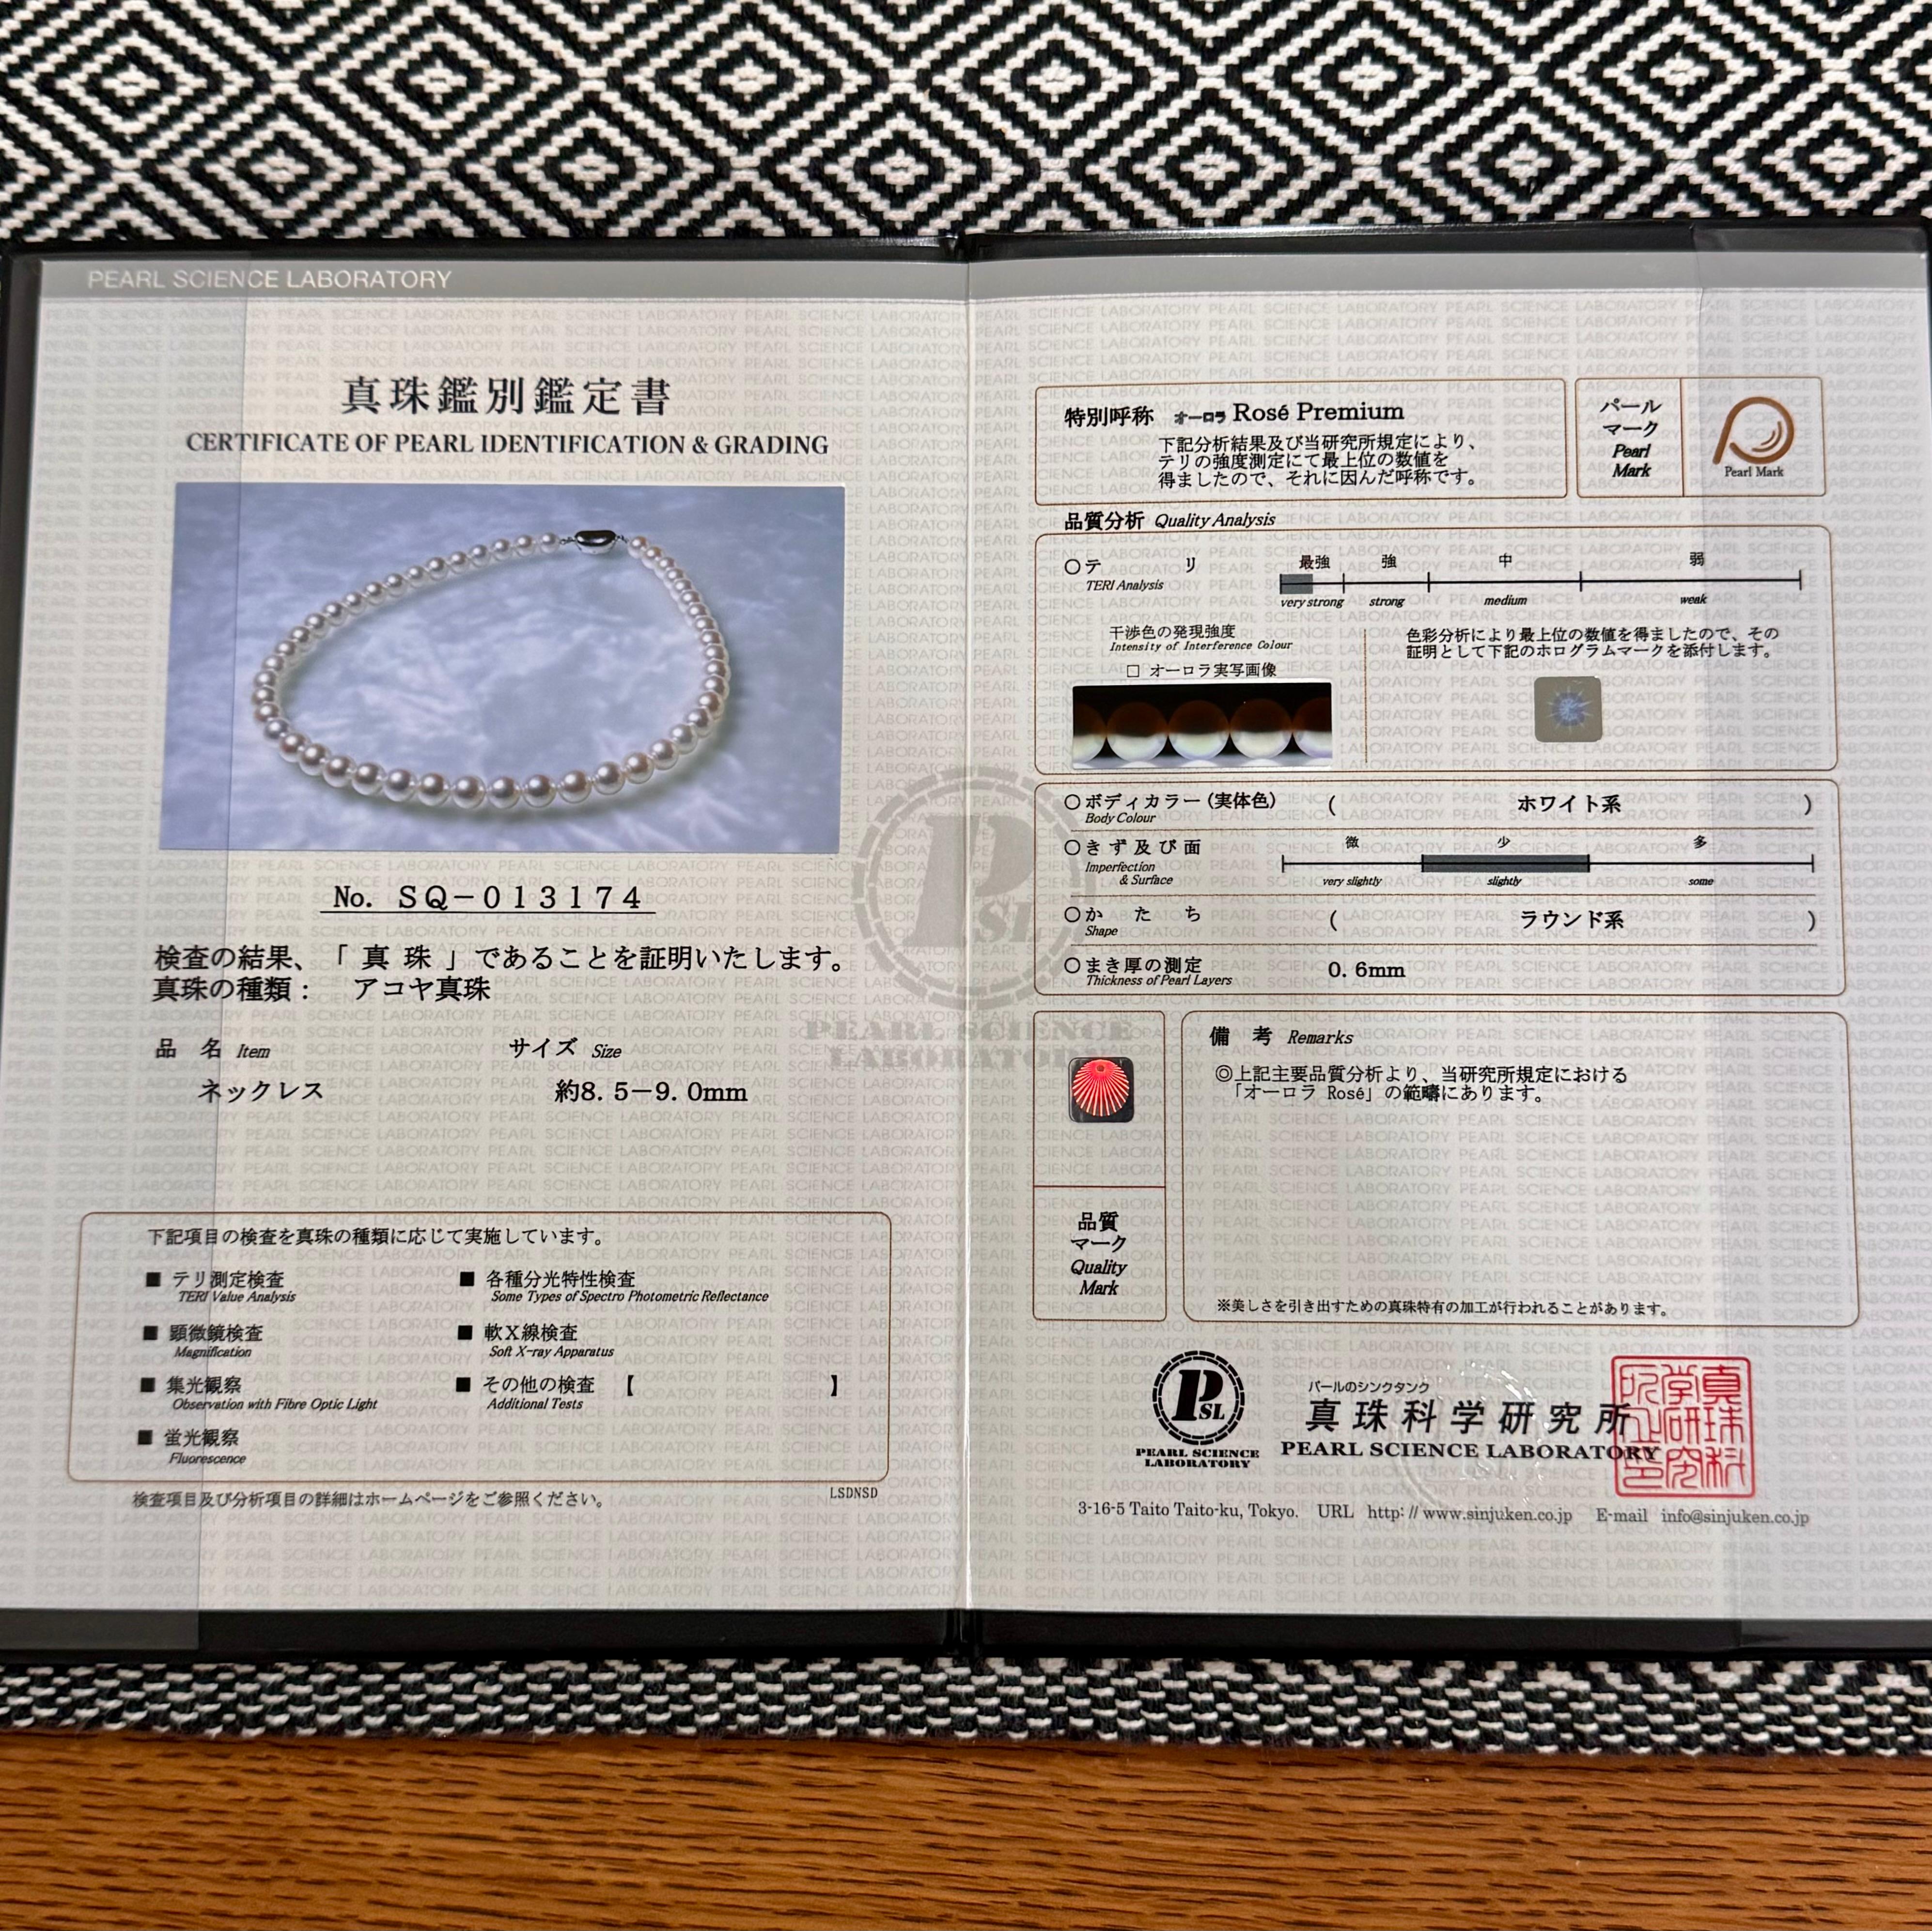 PEARL SCIENCE LABORATORY
真珠鑑別鑑定書
CERTIFICATE OF PEARL IDENTIFICATION & GRADING
No. SQ-013174
検査の結果、「 真 珠 」であることを証明いたします。
真珠の種類： アコヤ真珠
品 名 Item サイズ Size
ネックレス 約8. 5-9. 0mm
下記項目の検査を真珠の種類に応じて実施しています。
■ テリ測定検査 ■ 各種分光特性検査
TERI Value Analysis Some Types of Spectro Photometric Reflectance
■ 顕微鏡検査 ■ 軟X線検査
Magnification Soft X-ray Apparatus
■ 集光観察 ■ その他の検査 【 】
Observation with Fibre Optic Light Additional Tests
■ 蛍光観察
Fluorescence
検査項目及び分析項目の詳細はホームページをご参照ください。
LSDNSD
PSL
PEARL SCIENCE
LABORATORY
特別呼称 オーロラ Rosé Premium
下記分析結果及び当研究所規定により、
テリの強度測定にて最上位の数値を
得ましたので、それに因んだ呼称です。
パール
マーク
Pearl
Mark
Pearl Mark
品質分析 Quality Analysis
○テ リ 最強 強 中 弱
TERI Analysis very strong strong medium weak
干渉色の発現強度
Intensity of Interference Colour
□ オーロラ実写画像
色彩分析により最上位の数値を得ましたので、その
証明として下記のホログラムマークを添付します。
○ボディカラー(実体色) ( ホワイト系 )
Body Colour
○きず及び面 微 少 多
Imperfection
& Surface very slightly slightly some
○か た ち ( ラウンド系 )
Shape
○まき厚の測定 0. 6mm
Thickness of Pearl Layers
品質
マーク
Quality
Mark
備 考 Remarks
◎上記主要品質分析より、当研究所規定における
「オーロラ Rosé」の範疇にあります。
※美しさを引き出すための真珠特有の加工が行われることがあります。
PSL
PEARL SCIENCE
LABORATORY
パールのシンクタンク
真珠科学研究所
PEARL SCIENCE LABORATORY
3-16-5 Taito Taito-ku, Tokyo. URL http: // www.sinjuken.co.jp E-mail info@sinjuken.co.jp